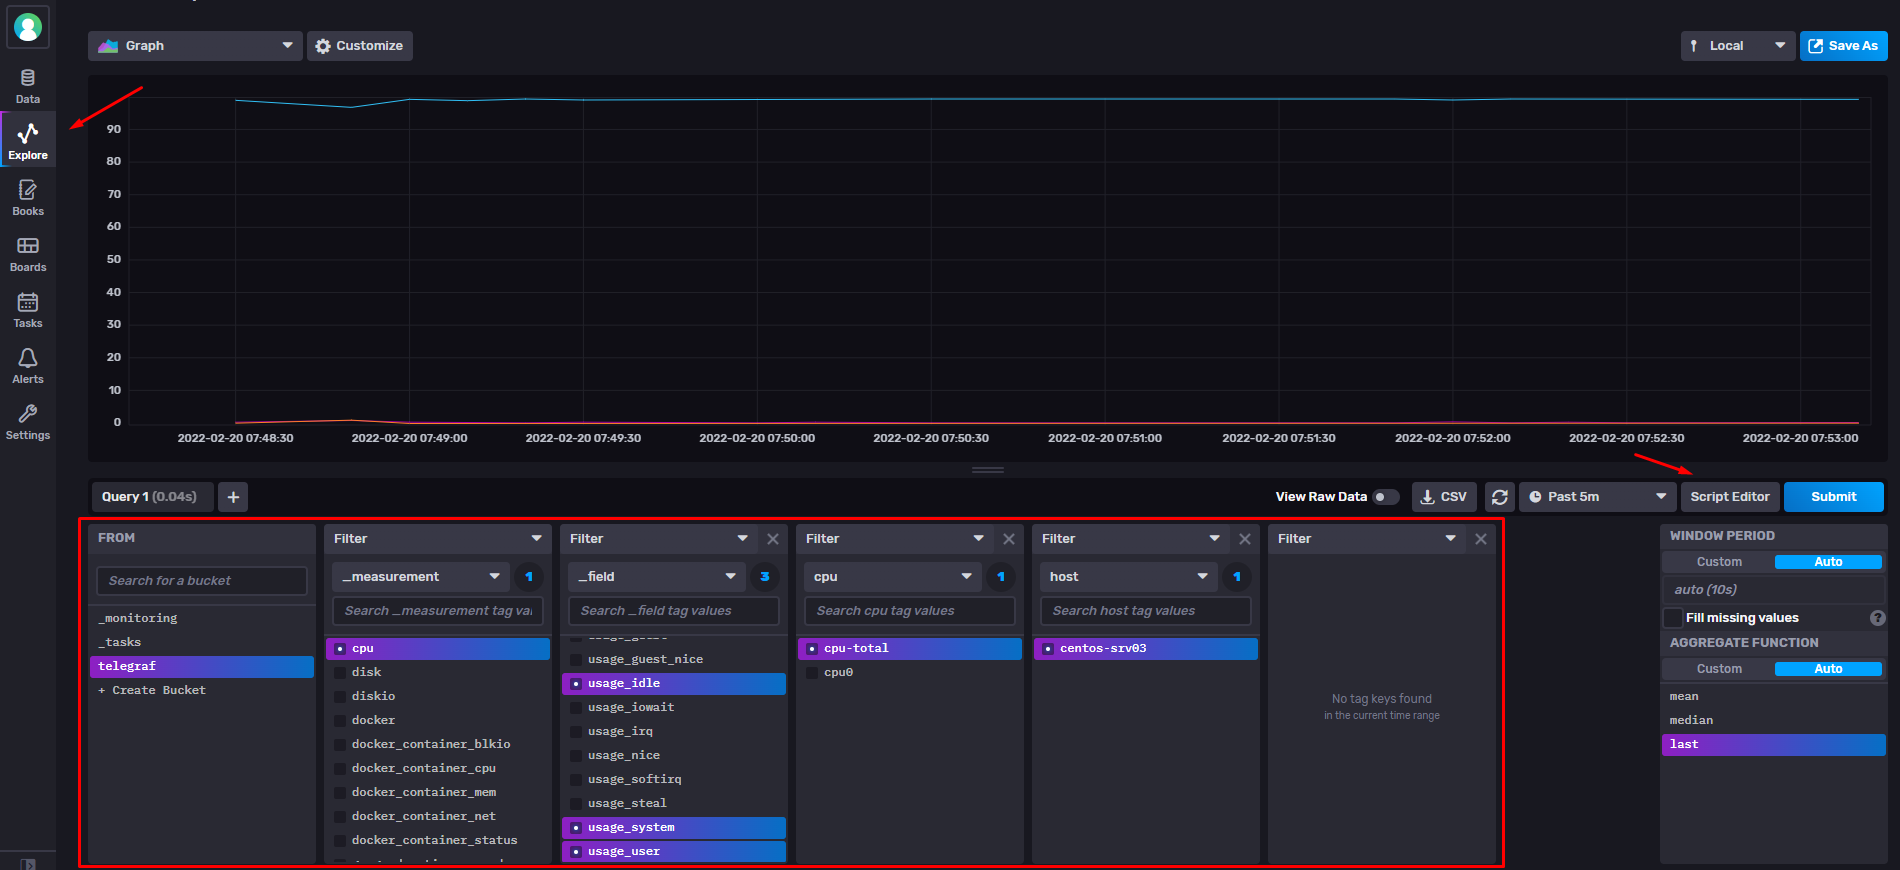 Graph
Customize
Local
Save As
Data
Explore
Books
Boards
Tasks
Alerts
Settings
90
80
70
60
50
40
30
20
10
0
2022-02-20 07:48:30
2022-02-20 07:49:00
2022-02-20 07:49:30
2022-02-20 07:50:00
2022-02-20 07:50:30
2022-02-20 07:51:00
2022-02-20 07:51:30
2022-02-20 07:52:00
2022-02-20 07:52:30
2022-02-20 07:53:00
Query 1 (0.04s)
+
View Raw Data
CSV
Past 5m
Script Editor
Submit
FROM
Search for a bucket
_monitoring
_tasks
telegraf
+ Create Bucket
Filter
_measurement
1
Search _measurement tag val
cpu
disk
diskio
docker
docker_container_blkio
docker_container_cpu
docker_container_mem
docker_container_net
docker_container_status
Filter
_field
3
Search _field tag values
usage_guest_nice
usage_idle
usage_iowait
usage_irq
usage_nice
usage_softirq
usage_steal
usage_system
usage_user
Filter
cpu
1
Search cpu tag values
cpu-total
cpu0
Filter
host
1
Search host tag values
centos-srv03
Filter
No tag keys found
in the current time range
WINDOW PERIOD
Custom
Auto
auto (10s)
Fill missing values
?
AGGREGATE FUNCTION
Custom
Auto
mean
median
last